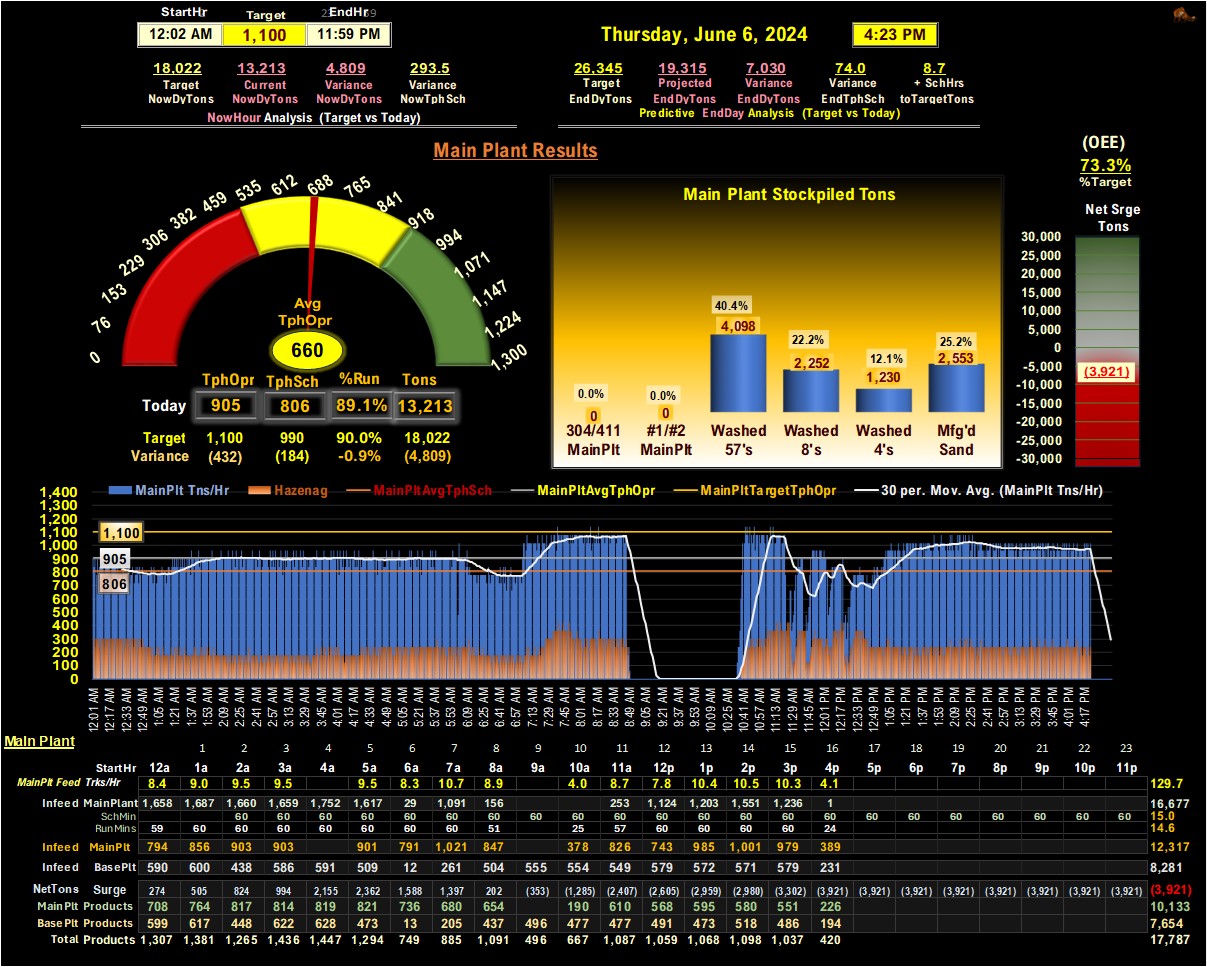 StartHr Target EndHr
12:02 AM 1,100 11:59 PM
Thursday, June 6, 2024 4:23 PM
18,022 13,213 4,809 293.5
Target Current Variance Variance
NowDyTons NowDyTons NowDyTons NowTphSch
NowHour Analysis (Target vs Today)
26,345 19,315 7,030 74.0 8.7
Target Projected Variance Variance + SchHrs
EndDyTons EndDyTons EndDyTons EndTphSch toTargetTons
Predictive EndDay Analysis (Target vs Today)
Main Plant Results
(OEE)
73.3%
%Target
0 76 153 229 306 382 459 535 612 688 765 841 918 994 1,071 1,147 1,224 1,300
Avg
TphOpr
660
TphOpr TphSch %Run Tons
Today 905 806 89.1% 13,213
Target 1,100 990 90.0% 18,022
Variance (432) (184) -0.9% (4,809)
Main Plant Stockpiled Tons
0.0% 0.0% 40.4% 22.2% 12.1% 25.2%
0 0 4,098 2,252 1,230 2,553
304/411 #1/#2 Washed Washed Washed Mfg'd
MainPlt MainPlt 57's 8's 4's Sand
Net Srge
Tons
30,000
25,000
20,000
15,000
10,000
5,000
0
-5,000
(3,921)
-10,000
-15,000
-20,000
-25,000
-30,000
MainPlt Tns/Hr Hazenag MainPltAvgTphSch MainPltAvgTphOpr MainPltTargetTphOpr 30 per. Mov. Avg. (MainPlt Tns/Hr)
1,400
1,300
1,200
1,100
1,000
900
800
700
600
500
400
300
200
100
0
1,100
905
806
12:01 AM 12:17 AM 12:33 AM 12:49 AM 1:05 AM 1:21 AM 1:37 AM 1:53 AM 2:09 AM 2:25 AM 2:41 AM 2:57 AM 3:13 AM 3:29 AM 3:45 AM 4:01 AM 4:17 AM 4:33 AM 4:49 AM 5:05 AM 5:21 AM 5:37 AM 5:53 AM 6:09 AM 6:25 AM 6:41 AM 6:57 AM 7:13 AM 7:29 AM 7:45 AM 8:01 AM 8:17 AM 8:33 AM 8:49 AM 9:05 AM 9:21 AM 9:37 AM 9:53 AM 10:09 AM 10:25 AM 10:41 AM 10:57 AM 11:13 AM 11:29 AM 11:45 AM 12:01 PM 12:17 PM 12:33 PM 12:49 PM 1:05 PM 1:21 PM 1:37 PM 1:53 PM 2:09 PM 2:25 PM 2:41 PM 2:57 PM 3:13 PM 3:29 PM 3:45 PM 4:01 PM 4:17 PM
Main Plant
1 2 3 4 5 6 7 8 9 10 11 12 13 14 15 16 17 18 19 20 21 22 23
StartHr 12a 1a 2a 3a 4a 5a 6a 7a 8a 9a 10a 11a 12p 1p 2p 3p 4p 5p 6p 7p 8p 9p 10p 11p
MainPlt Feed Trks/Hr 8.4 9.0 9.5 9.5 9.5 8.3 10.7 8.9 4.0 8.7 7.8 10.4 10.5 10.3 4.1 129.7
Infeed MainPlant 1,658 1,687 1,660 1,659 1,752 1,617 29 1,091 156 253 1,124 1,203 1,551 1,236 1 16,677
SchMin 60 60 60 60 60 60 60 60 60 60 60 60 60 60 60 60 60 60 60 60 60 15.0
RunMins 59 60 60 60 60 60 60 60 51 25 57 60 60 60 60 24 14.6
Infeed MainPlt 794 856 903 903 901 791 1,021 847 378 826 743 985 1,001 979 389 12,317
Infeed BasePlt 590 600 438 586 591 509 12 261 504 555 554 549 579 572 571 579 231 8,281
NetTons Surge 274 505 824 994 2,155 2,362 1,588 1,397 202 (353) (1,285) (2,407) (2,605) (2,959) (2,980) (3,302) (3,921) (3,921) (3,921) (3,921) (3,921) (3,921) (3,921) (3,921) (3,921)
MainPlt Products 708 764 817 814 819 821 736 680 654 190 610 568 595 580 551 226 10,133
BasePlt Products 599 617 448 622 628 473 13 205 437 496 477 477 491 473 518 486 194 7,654
Total Products 1,307 1,381 1,265 1,436 1,447 1,294 749 885 1,091 496 667 1,087 1,059 1,068 1,098 1,037 420 17,787